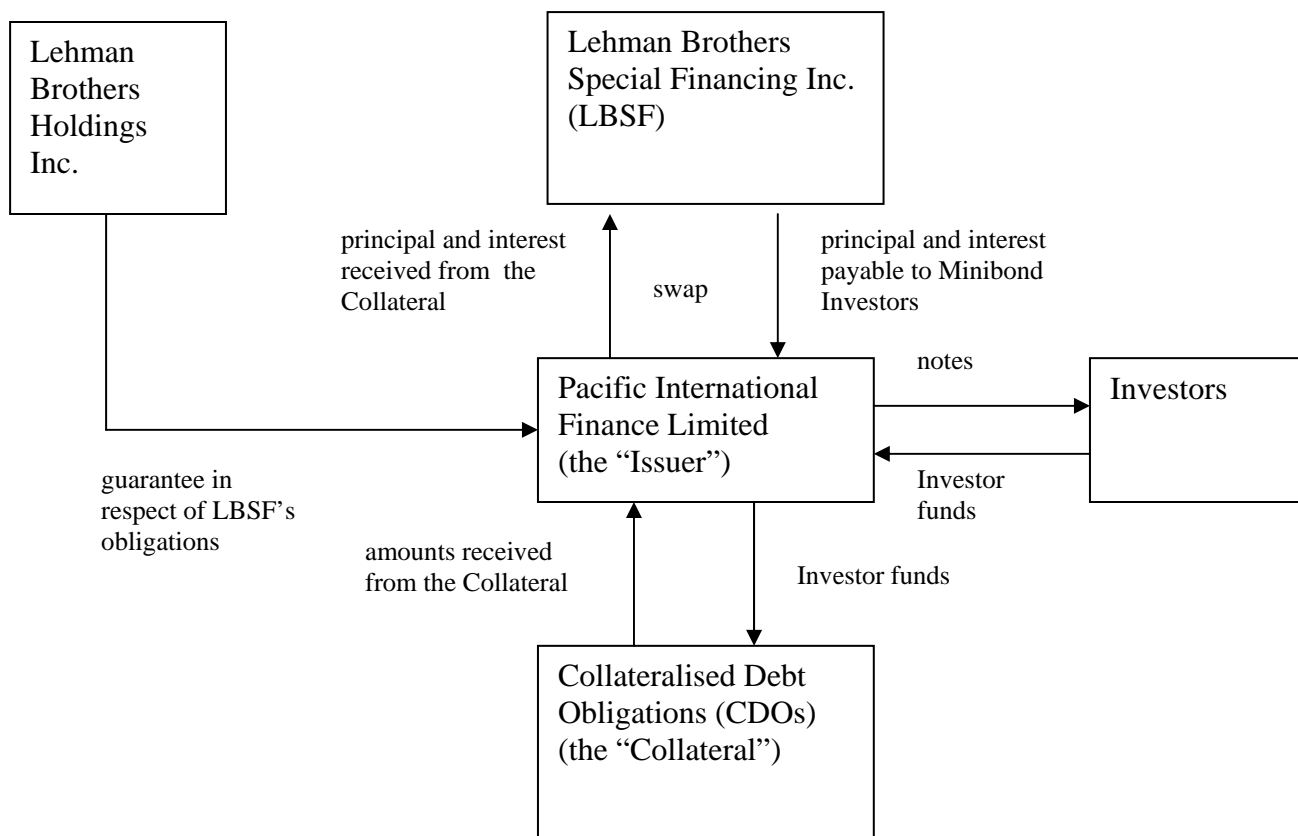 Lehman
Brothers
Holdings
Inc.
Lehman Brothers
Special Financing Inc.
(LBSF)
principal and interest
received from the
Collateral
swap
principal and interest
payable to Minibond
Investors
Pacific International
Finance Limited
(the “Issuer”)
notes
Investors
Investor
funds
guarantee in
respect of LBSF’s
obligations
amounts received
from the Collateral
Investor funds
Collateralised Debt
Obligations (CDOs)
(the “Collateral”)